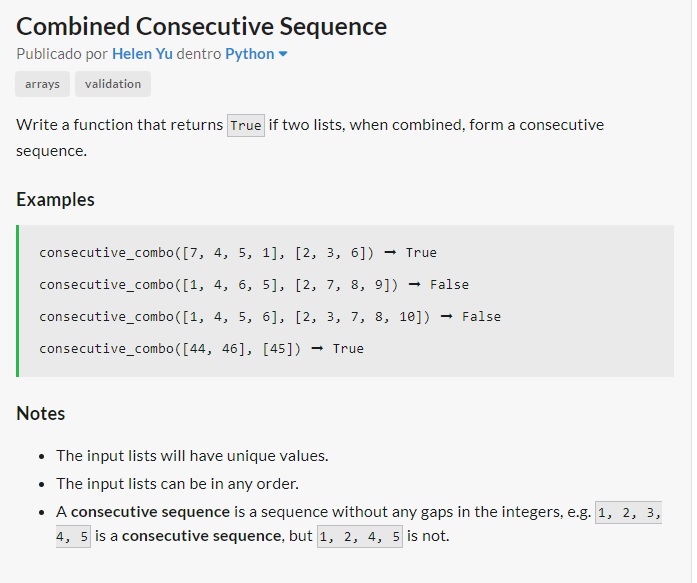 Combined Consecutive Sequence
Publicado por Helen Yu dentro Python
arrays validation
Write a function that returns True if two lists, when combined, form a consecutive
sequence.
Examples
consecutive_combo([7, 4, 5, 1], [2, 3, 6]) ➞ True
consecutive_combo([1, 4, 6, 5], [2, 7, 8, 9]) ➞ False
consecutive_combo([1, 4, 5, 6], [2, 3, 7, 8, 10]) ➞ False
consecutive_combo([44, 46], [45]) ➞ True
Notes
• The input lists will have unique values.
• The input lists can be in any order.
• A consecutive sequence is a sequence without any gaps in the integers, e.g. 1, 2, 3,
4, 5 is a consecutive sequence, but 1, 2, 4, 5 is not.